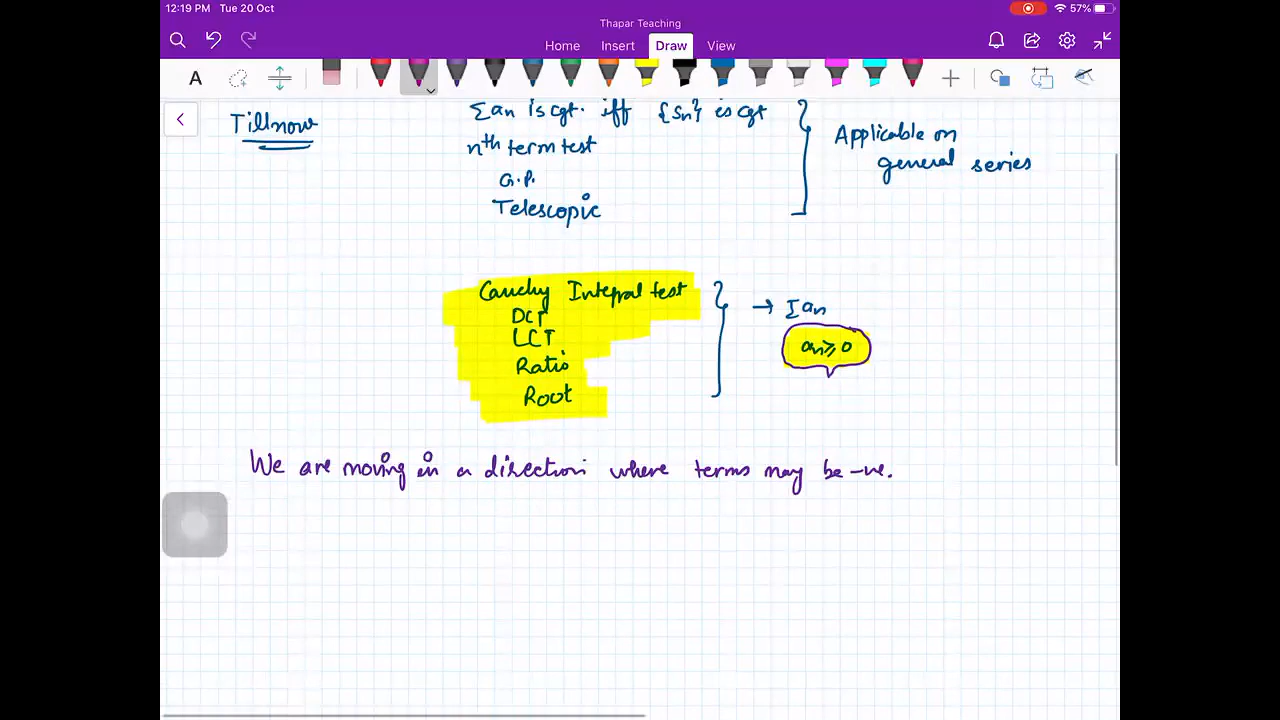 12:19 PM Tue 20 Oct
57%
Thapar Teaching
Home Insert Draw View
A
Till now
Σan is cgt. iff {Sn} is cgt
nth term test
G.P.
Telescopic
Applicable on
general series
Cauchy Integral test
DCT
LCT
Ratio
Root
→ Σan
an ≥ 0
We are moving in a direction where terms may be -ve.